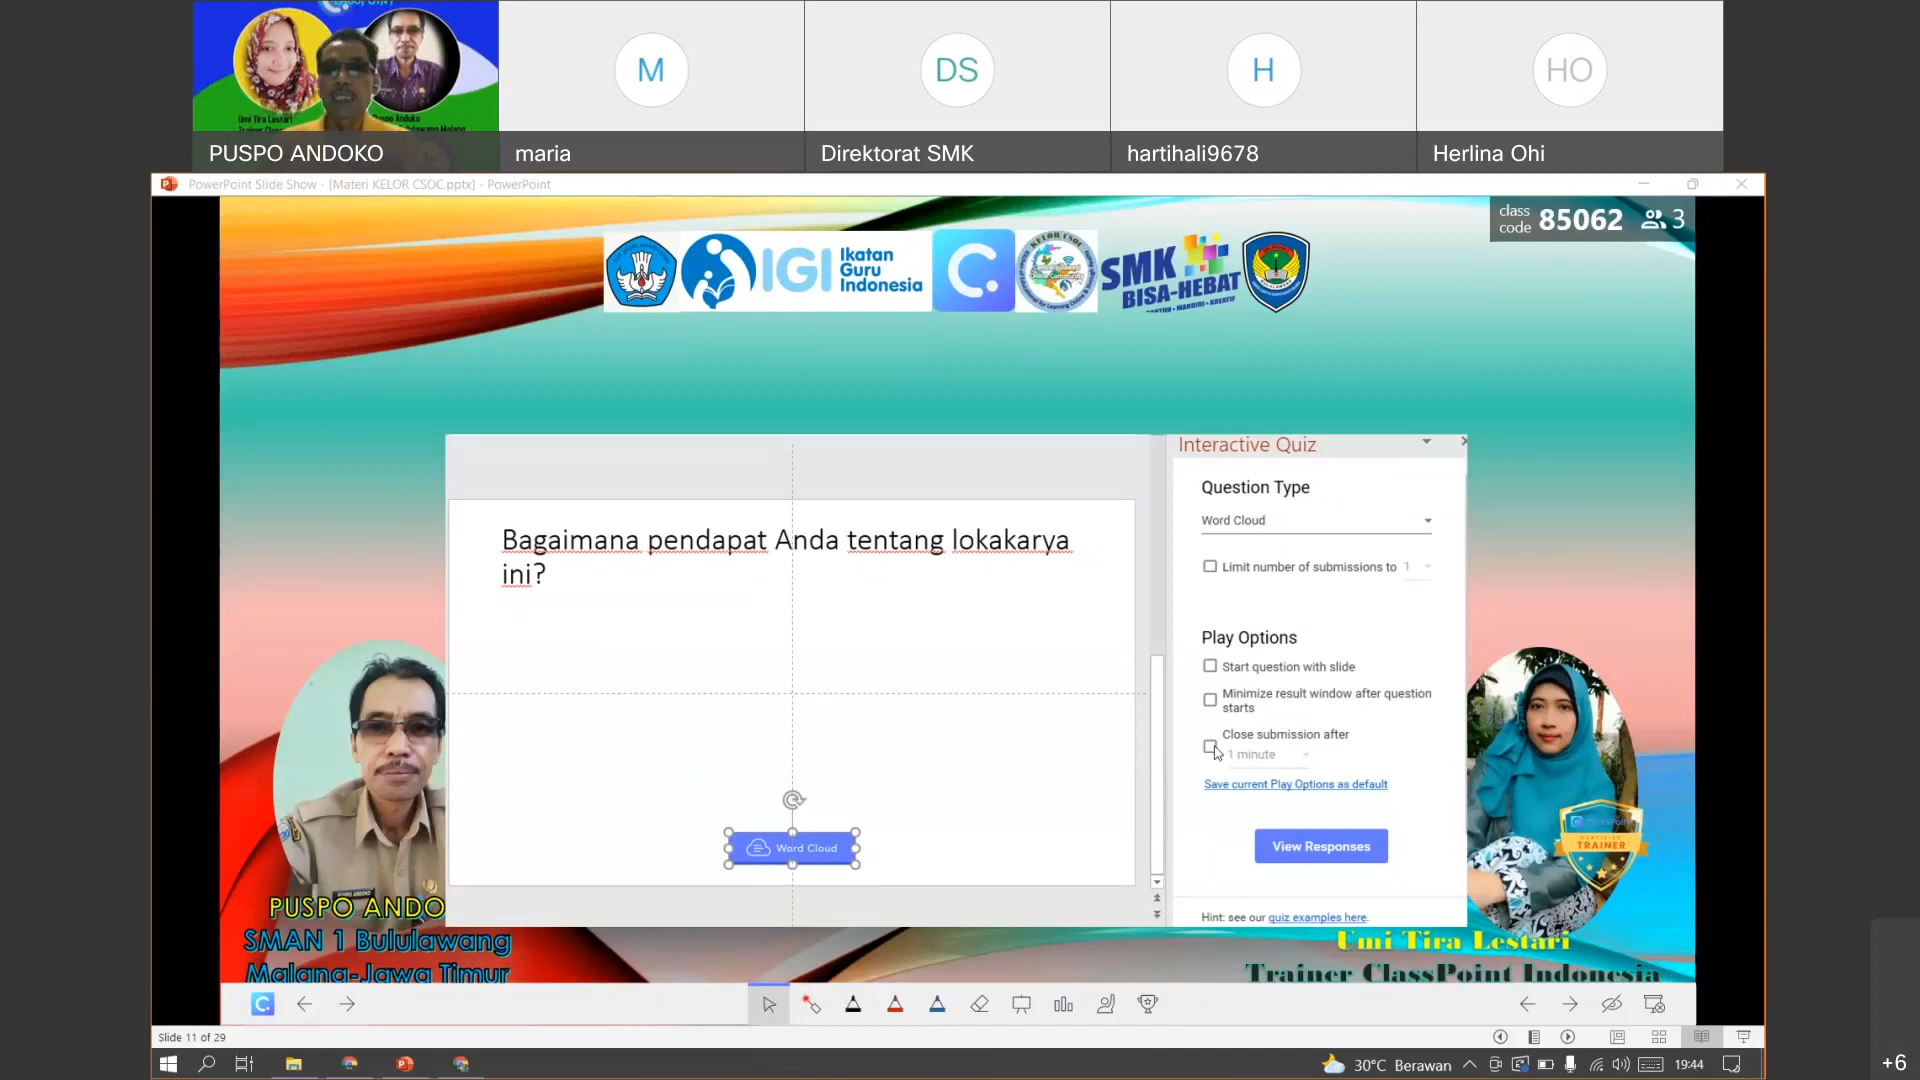 Umi Tira Lestari
PUSPO ANDOKO
M
maria
DS
Direktorat SMK
H
hartihali9678
HO
Herlina Ohi
PowerPoint Slide Show - [Materi KELOR CSOC.pptx] - PowerPoint
class
code 85062 3
IGI Ikatan
Guru
Indonesia
C.
KELOR CSOC
SMK
BISA-HEBAT
Interactive Quiz
Question Type
Word Cloud
Limit number of submissions to 1
Bagaimana pendapat Anda tentang lokakarya
ini?
Play Options
Start question with slide
Minimize result window after question
starts
Close submission after
1 minute
Save current Play Options as default
Word Cloud
View Responses
Hint: see our quiz examples here.
TRAINER
PUSPO ANDO
SMAN 1 Bululawang
Malang-Jawa Timur
Umi Tira Lestari
Trainer ClassPoint Indonesia
C.
Slide 11 of 29
30°C Berawan
19:44
+6